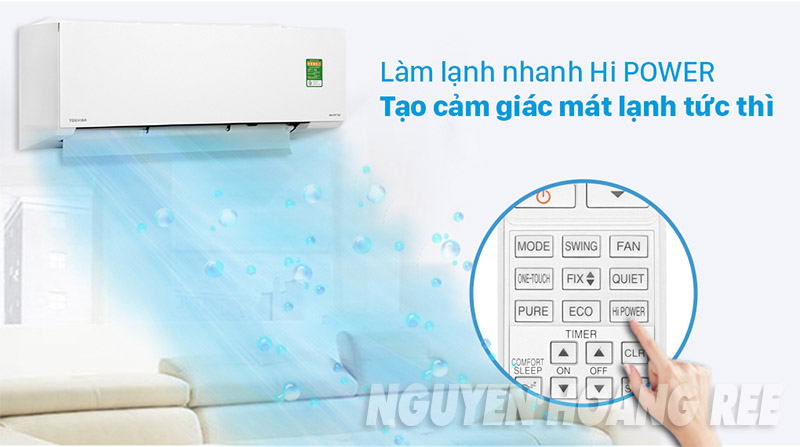 Làm lạnh nhanh Hi POWER
Tạo cảm giác mát lạnh tức thì
TOSHIBA
MODE SWING FAN
ONE-TOUCH FIX QUIET
PURE ECO Hi POWER
TIMER
COMFORT SLEEP ON OFF CLR
NGUYEN HOANG REE